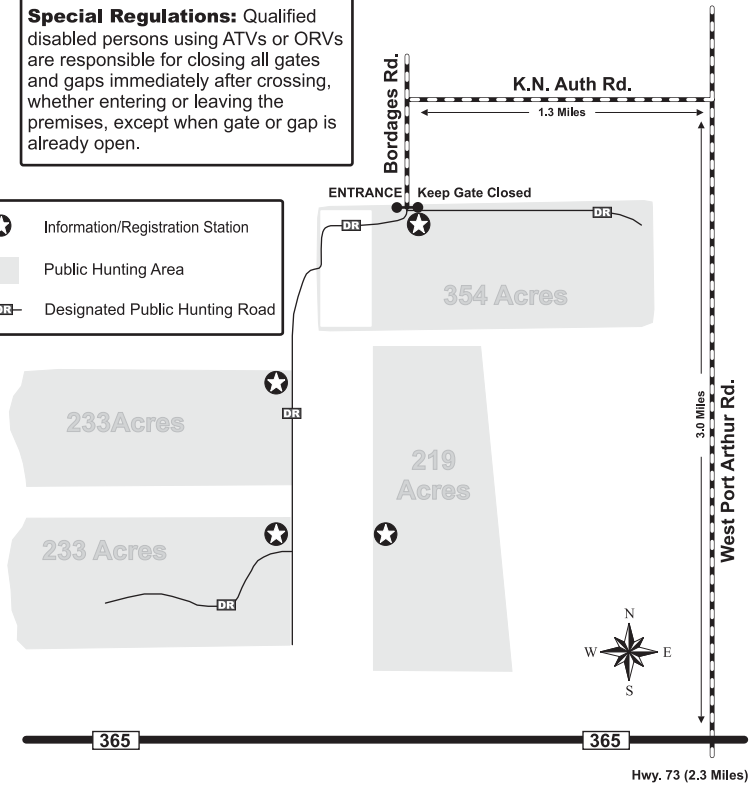 Special Regulations: Qualified
disabled persons using ATVs or ORVs
are responsible for closing all gates
and gaps immediately after crossing,
whether entering or leaving the
premises, except when gate or gap is
already open.
Bordages Rd.
K.N. Auth Rd.
1.3 Miles
ENTRANCE
Keep Gate Closed
Information/Registration Station
Public Hunting Area
DR
Designated Public Hunting Road
DR
DR
354 Acres
233Acres
DR
219
Acres
3.0 Miles
West Port Arthur Rd.
233 Acres
DR
N
W
E
S
365
365
Hwy. 73 (2.3 Miles)